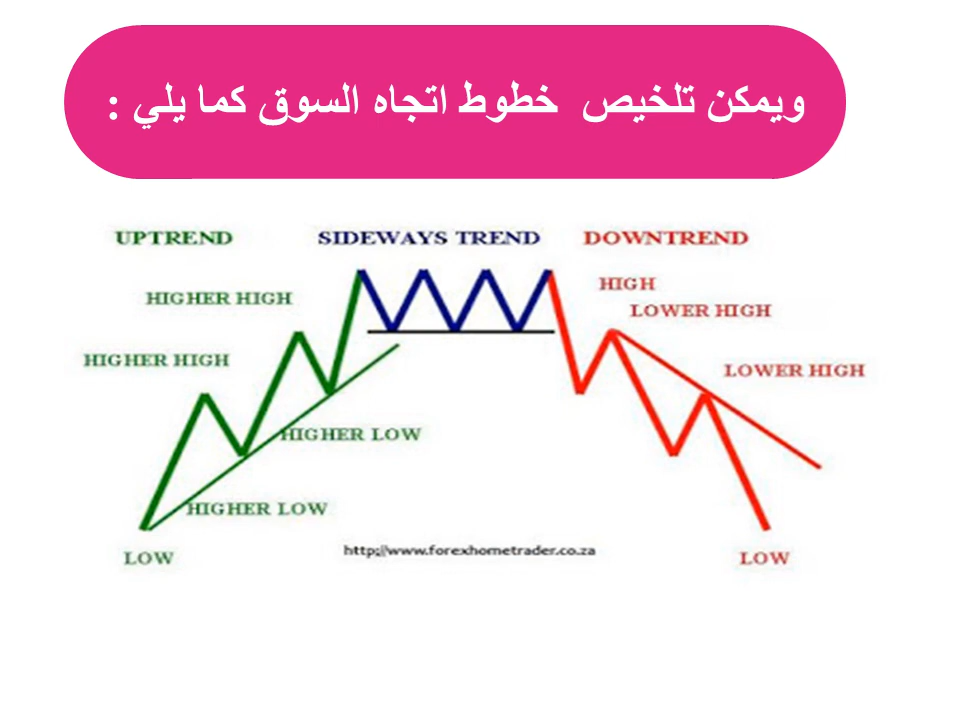 ويمكن تلخيص خطوط اتجاه السوق كما يلي :
UPTREND SIDEWAYS TREND DOWNTREND
HIGH
HIGHER HIGH
LOWER HIGH
HIGHER HIGH
LOWER HIGH
HIGHER LOW
HIGHER LOW
http;//www.forexhometrader.co.za
LOW
LOW